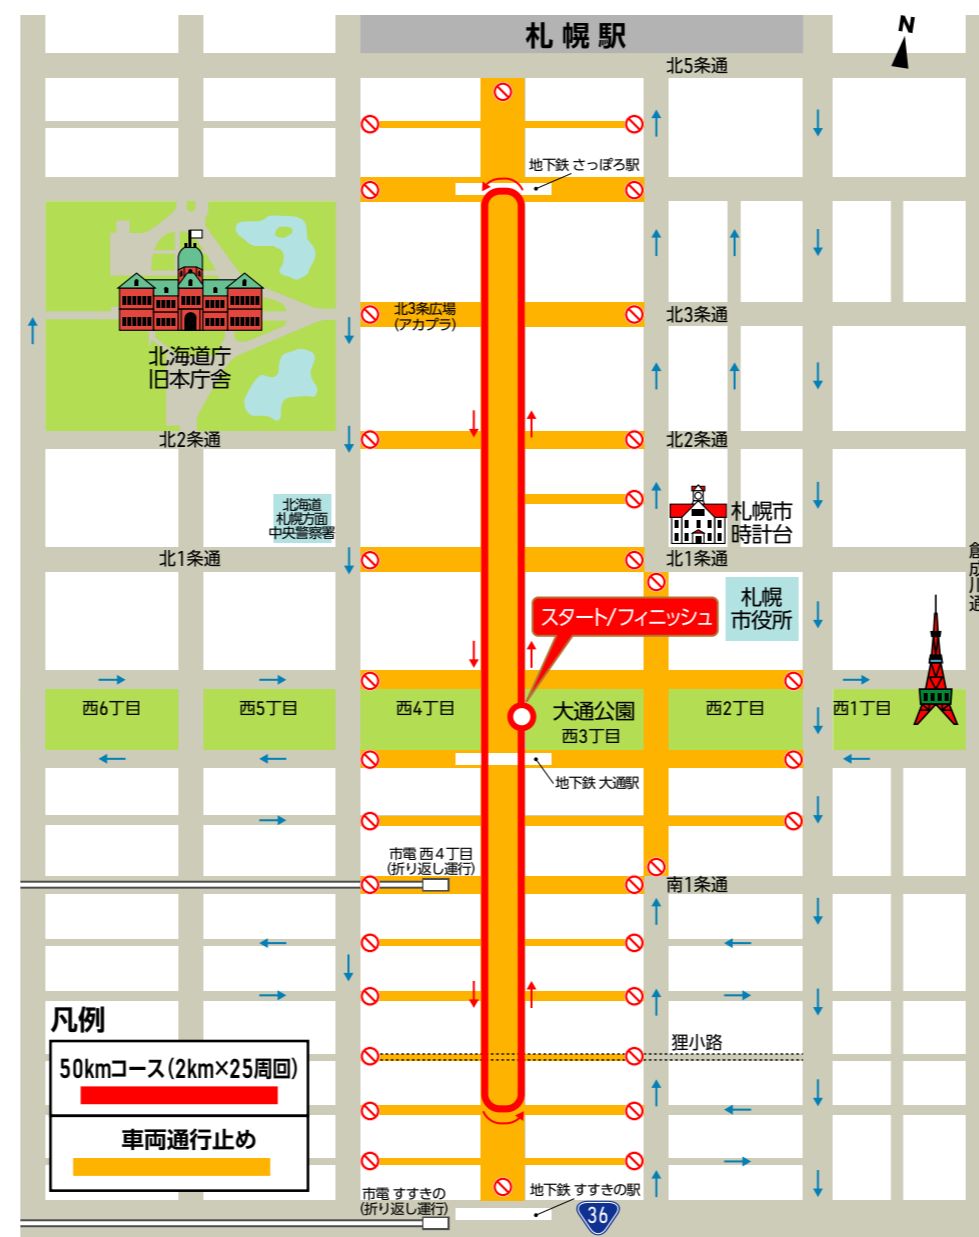 札幌駅
N
北5条通
地下鉄 さっぽろ駅
北3条広場
(アカプラ)
北3条通
北海道庁
旧本庁舎
北2条通
北2条通
北海道
札幌方面
中央警察署
札幌市
時計台
北1条通
北1条通
創成川通
札幌
市役所
スタート/フィニッシュ
西6丁目
西5丁目
西4丁目
大通公園
西3丁目
西2丁目
西1丁目
地下鉄 大通駅
市電 西4丁目
(折り返し運行)
南1条通
狸小路
凡例
50kmコース(2km×25周回)
車両通行止め
市電 すすきの
(折り返し運行)
地下鉄 すすきの駅
36